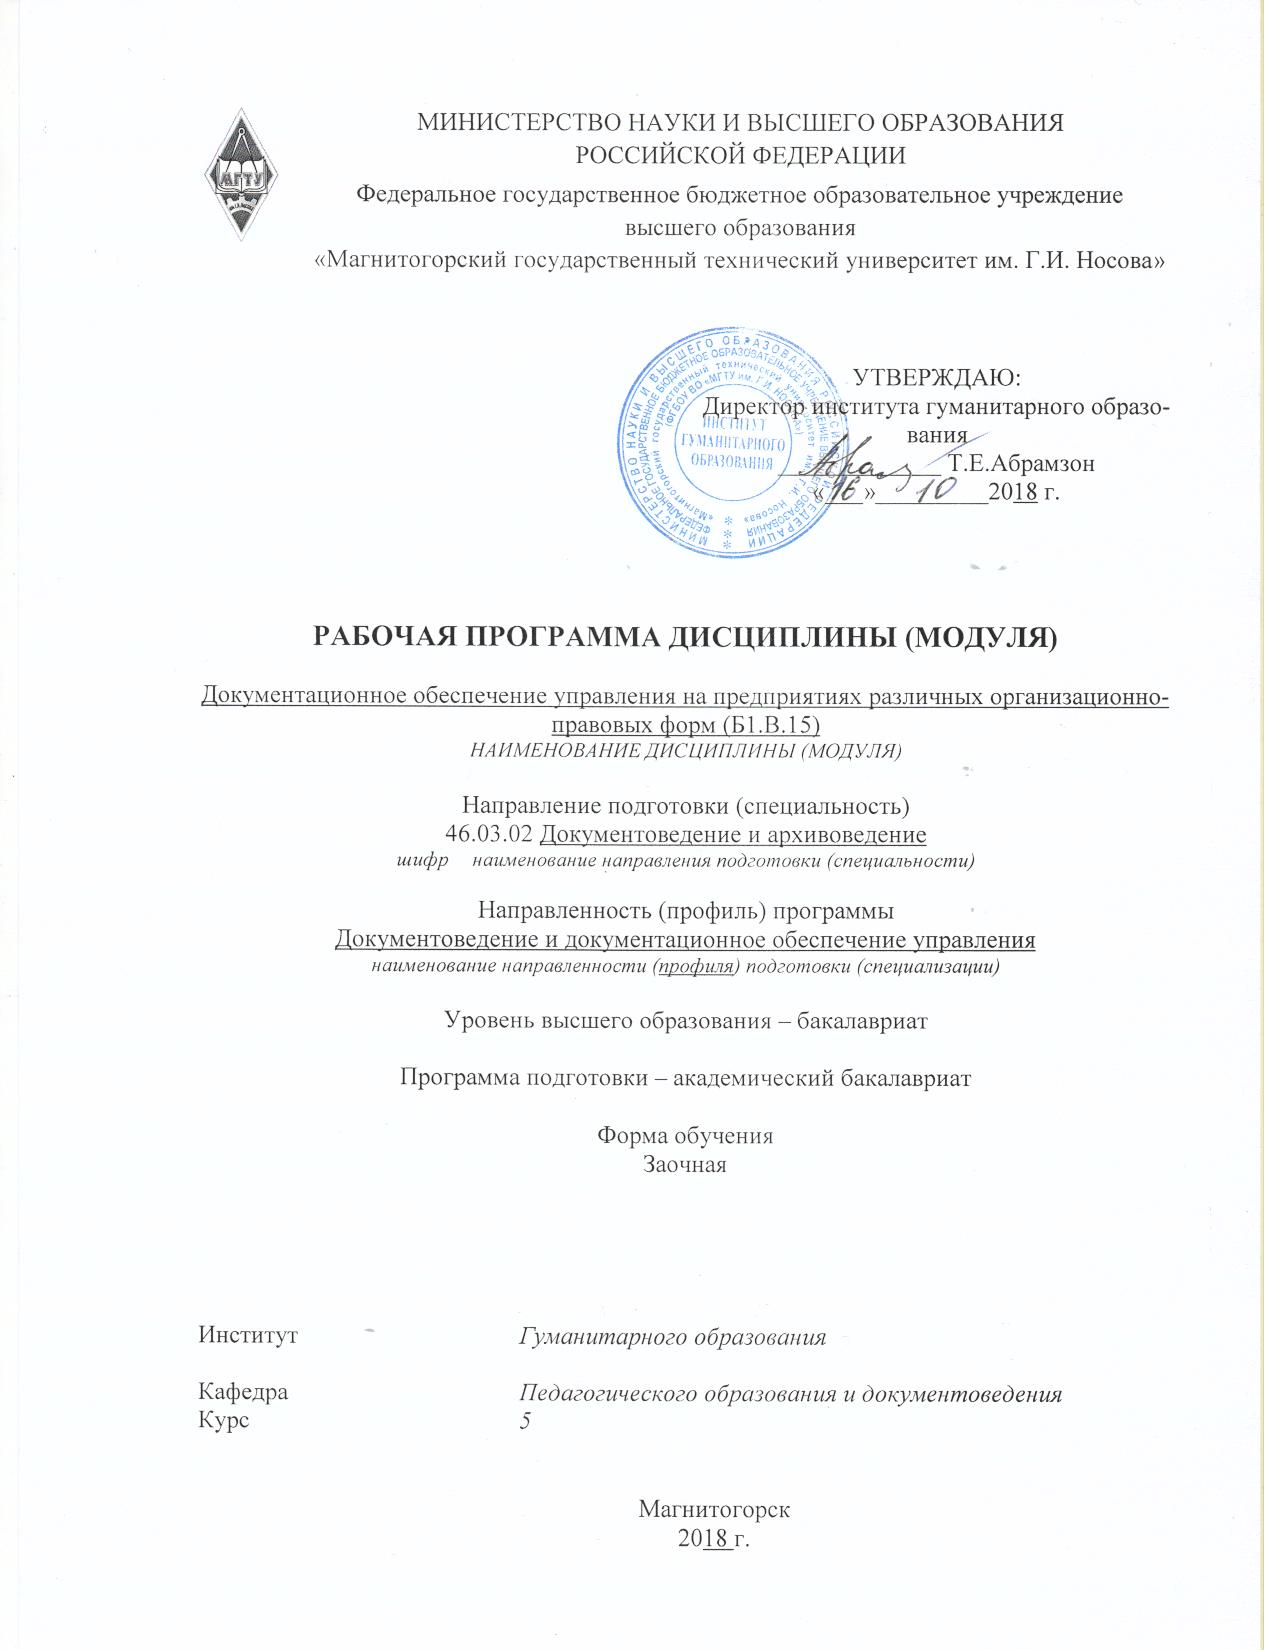 МИНИСТЕРСТВО НАУКИ И ВЫСШЕГО ОБРАЗОВАНИЯ
РОССИЙСКОЙ ФЕДЕРАЦИИ
Федеральное государственное бюджетное образовательное учреждение
высшего образования
«Магнитогорский государственный технический университет им. Г.И. Носова»
МГТУ
УТВЕРЖДАЮ:
Директор института гуманитарного образо-
вания
Т.Е.Абрамзон
«16» 10 2018 г.
ИНСТИТУТ
ГУМАНИТАРНОГО
ОБРАЗОВАНИЯ
РАБОЧАЯ ПРОГРАММА ДИСЦИПЛИНЫ (МОДУЛЯ)
Документационное обеспечение управления на предприятиях различных организационно-
правовых форм (Б1.В.15)
НАИМЕНОВАНИЕ ДИСЦИПЛИНЫ (МОДУЛЯ)
Направление подготовки (специальность)
46.03.02 Документоведение и архивоведение
шифр наименование направления подготовки (специальности)
Направленность (профиль) программы
Документоведение и документационное обеспечение управления
наименование направленности (профиля) подготовки (специализации)
Уровень высшего образования – бакалавриат
Программа подготовки – академический бакалавриат
Форма обучения
Заочная
Институт Гуманитарного образования
Кафедра Педагогического образования и документоведения
Курс 5
Магнитогорск
2018 г.